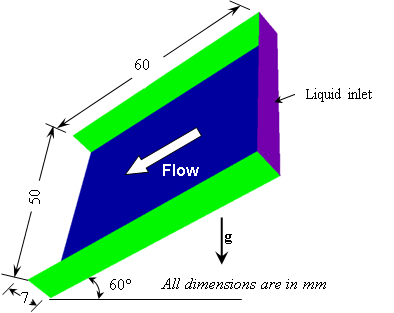 60
Liquid inlet
Flow
50
g
7
60°
All dimensions are in mm